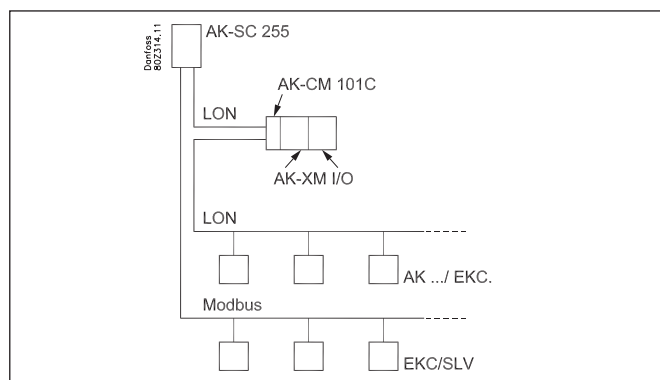 Danfoss
80Z314.11
AK-SC 255
AK-CM 101C
LON
AK-XM I/O
LON
AK .../ EKC.
Modbus
EKC/SLV